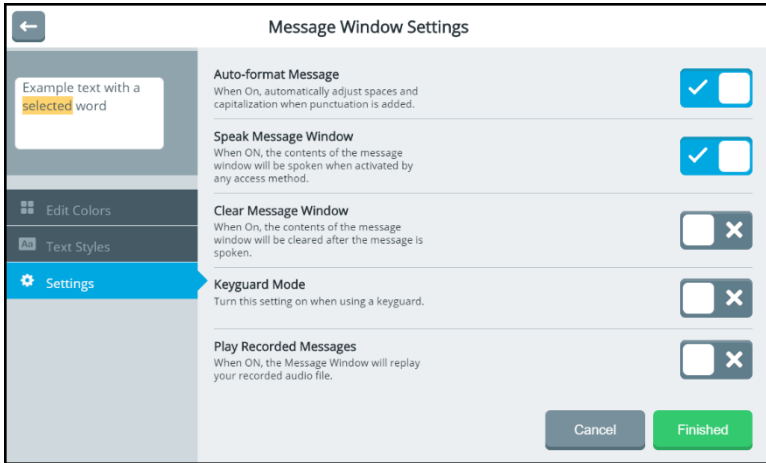 Message Window Settings
Example text with a
selected word
Edit Colors
Aa Text Styles
Settings
Auto-format Message
When On, automatically adjust spaces and
capitalization when punctuation is added.
Speak Message Window
When ON, the contents of the message
window will be spoken when activated by
any access method.
Clear Message Window
When On, the contents of the message
window will be cleared after the message is
spoken.
Keyguard Mode
Turn this setting on when using a keyguard.
Play Recorded Messages
When ON, the Message Window will replay
your recorded audio file.
Cancel
Finished